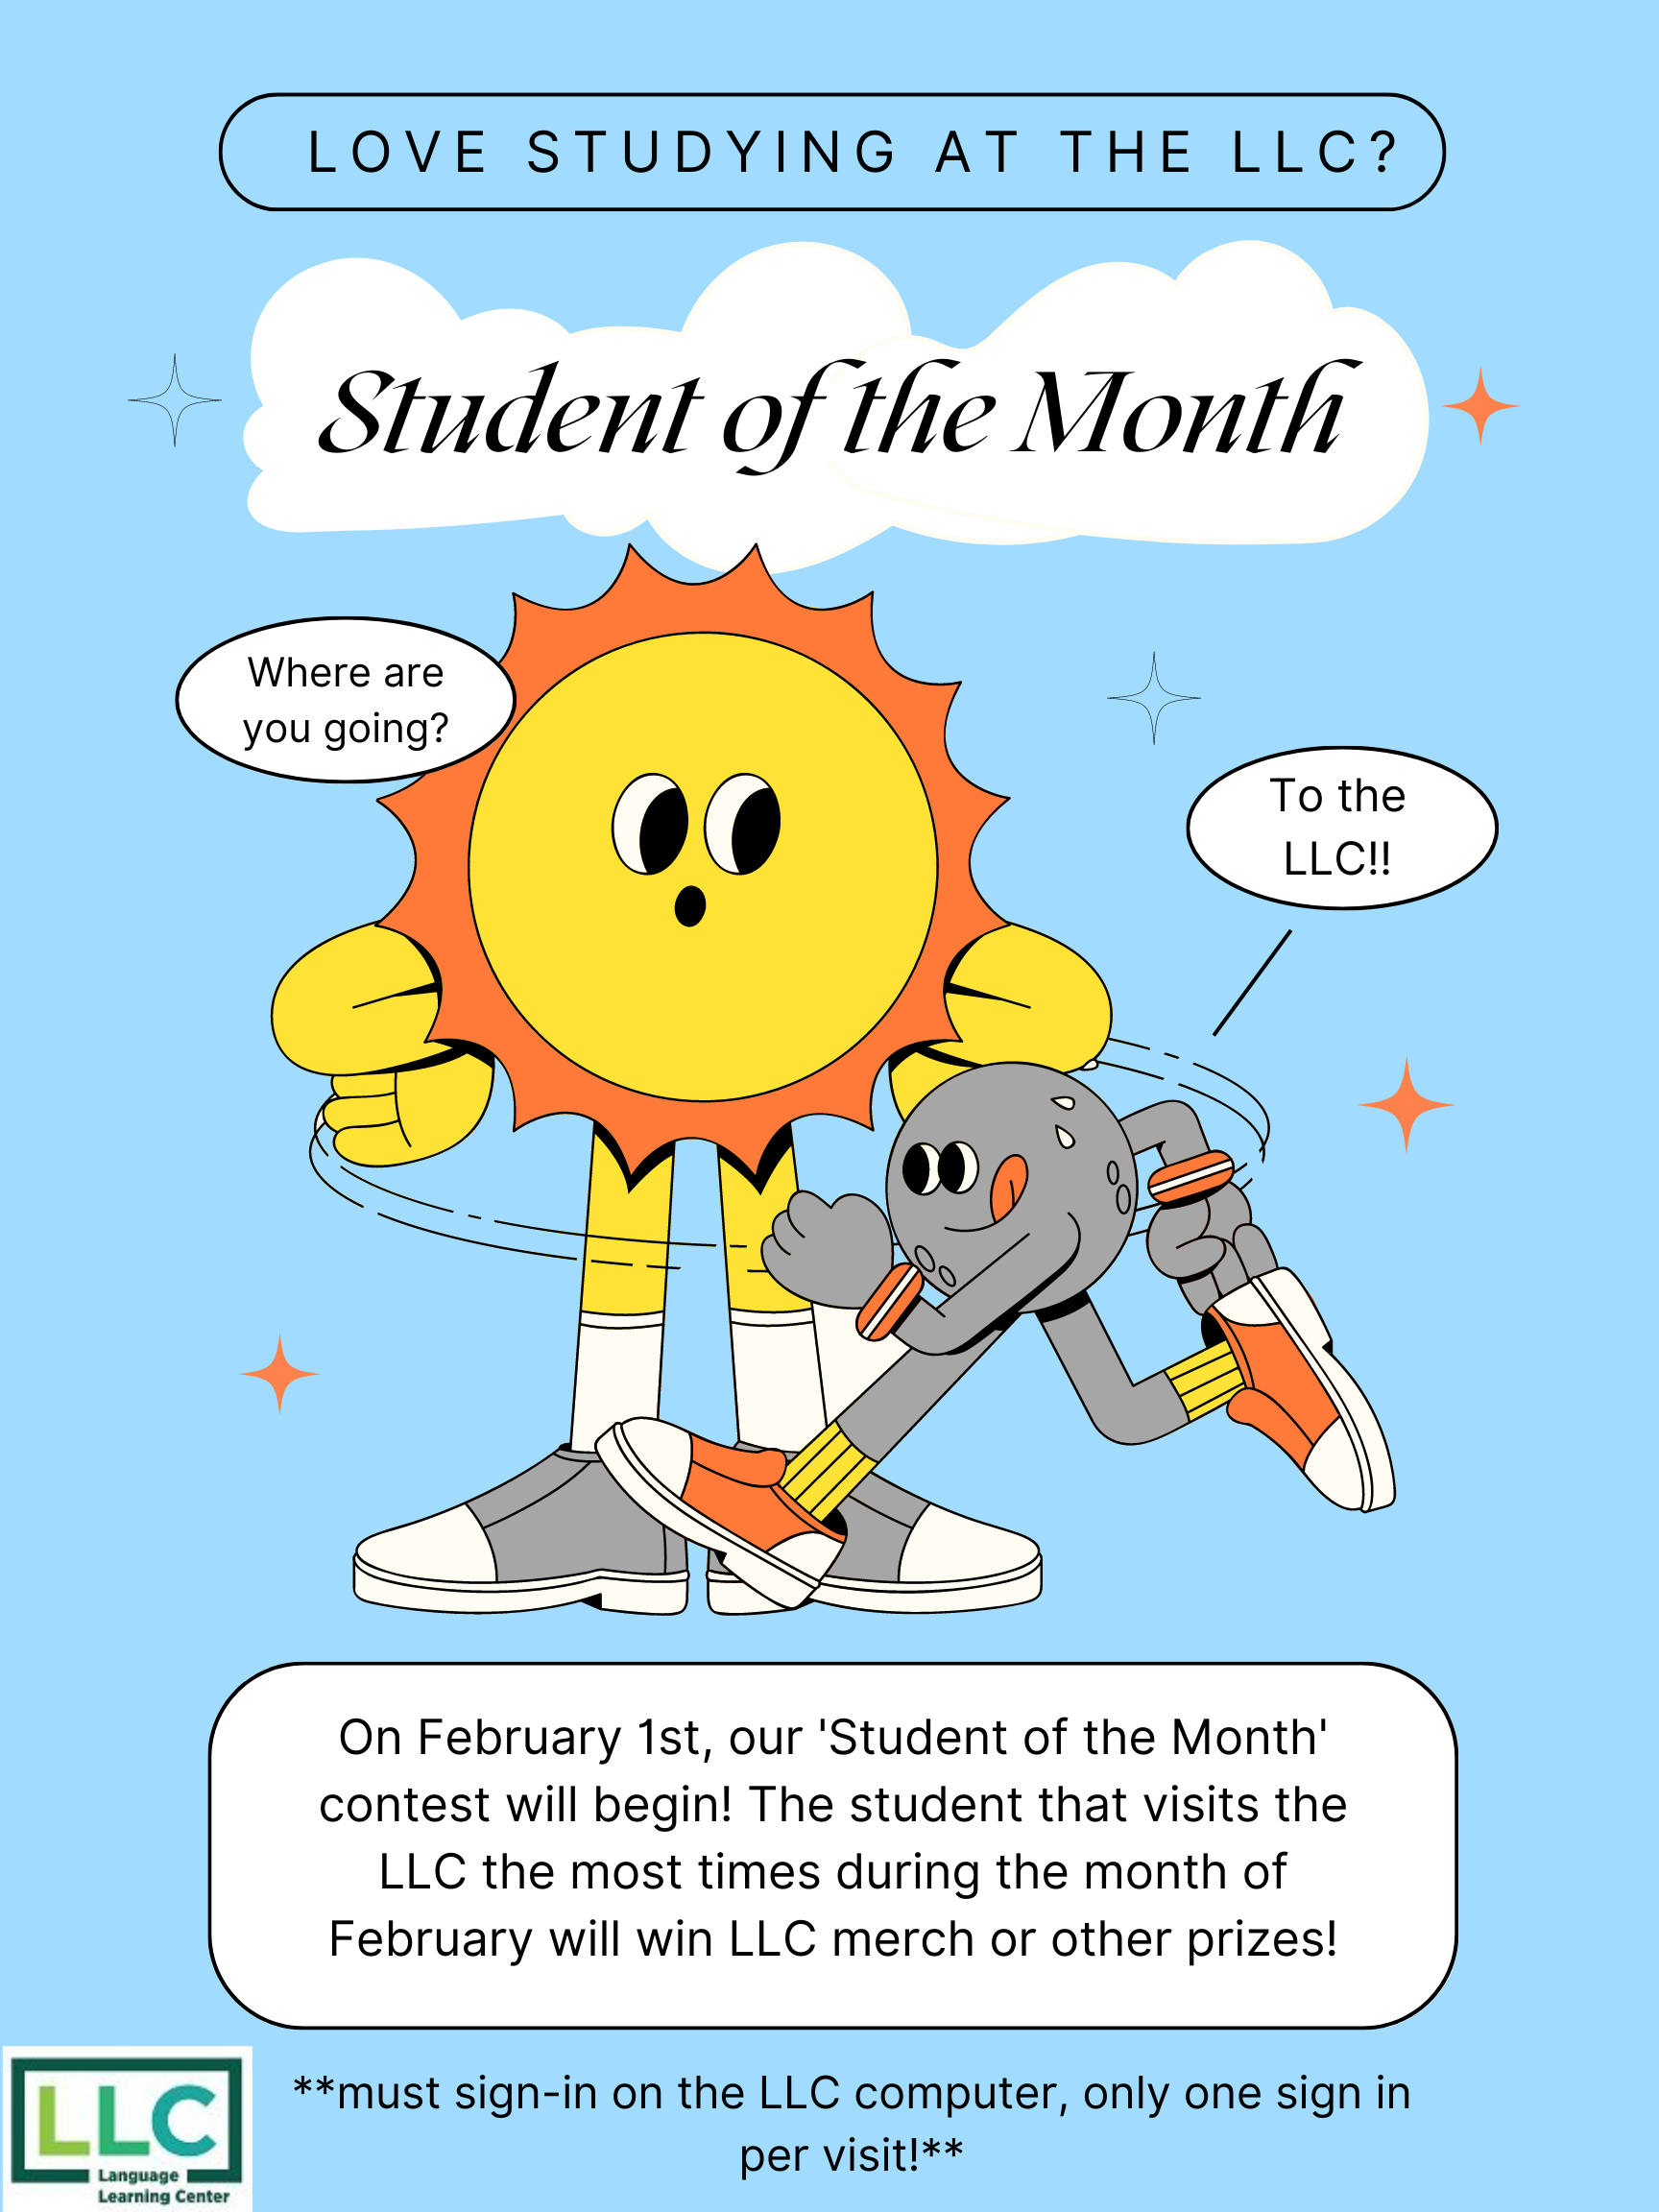 LOVE STUDYING AT THE LLC?
Student of the Month
Where are
you going?
To the
LLC!!
On February 1st, our 'Student of the Month'
contest will begin! The student that visits the
LLC the most times during the month of
February will win LLC merch or other prizes!
**must sign-in on the LLC computer, only one sign in
per visit!**
LLC
Language
Learning Center